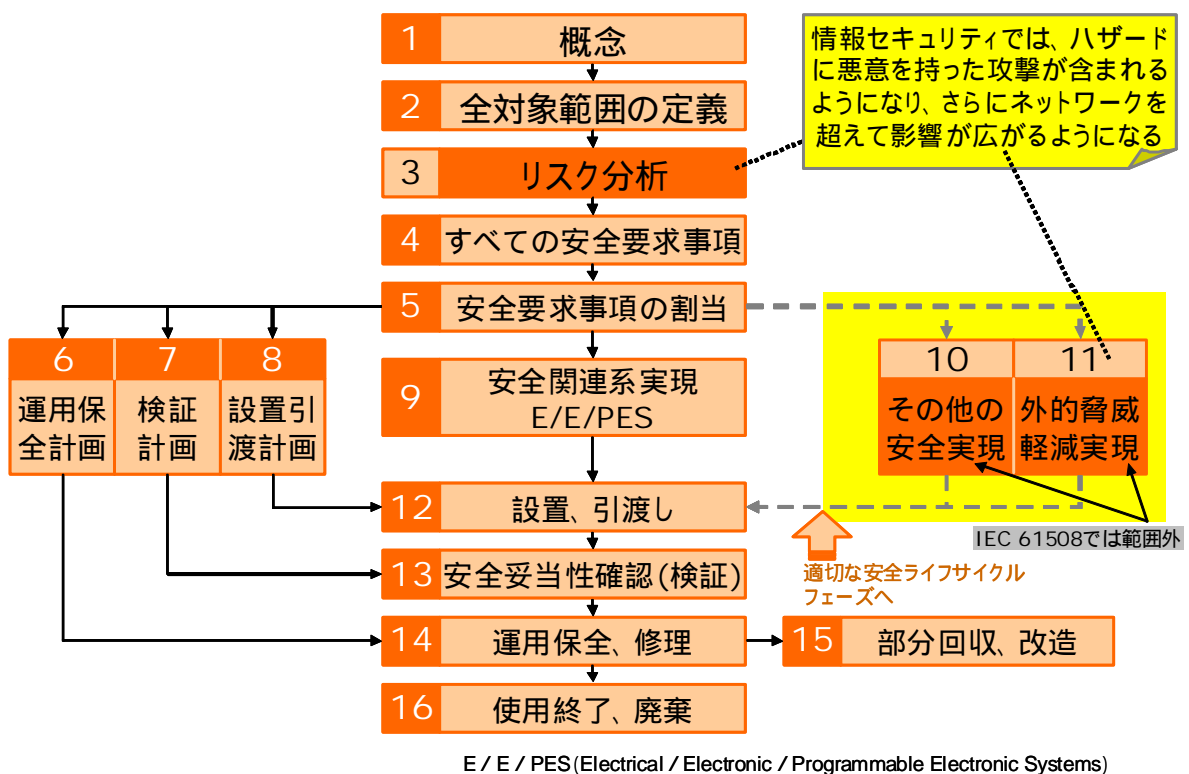 1 概念
情報セキュリティでは、ハザード
に悪意を持った攻撃が含まれる
ようになり、さらにネットワークを
超えて影響が広がるようになる
2 全対象範囲の定義
3 リスク分析
4 すべての安全要求事項
5 安全要求事項の割当
6
運用保
全計画
7
検証
計画
8
設置引
渡計画
9
安全関連系実現
E/E/PES
10
その他の
安全実現
11
外的脅威
軽減実現
IEC 61508では範囲外
適切な安全ライフサイクル
フェーズへ
12 設置、引渡し
13 安全妥当性確認(検証)
14 運用保全、修理
15 部分回収、改造
16 使用終了、廃棄
E / E / PES(Electrical / Electronic / Programmable Electronic Systems)